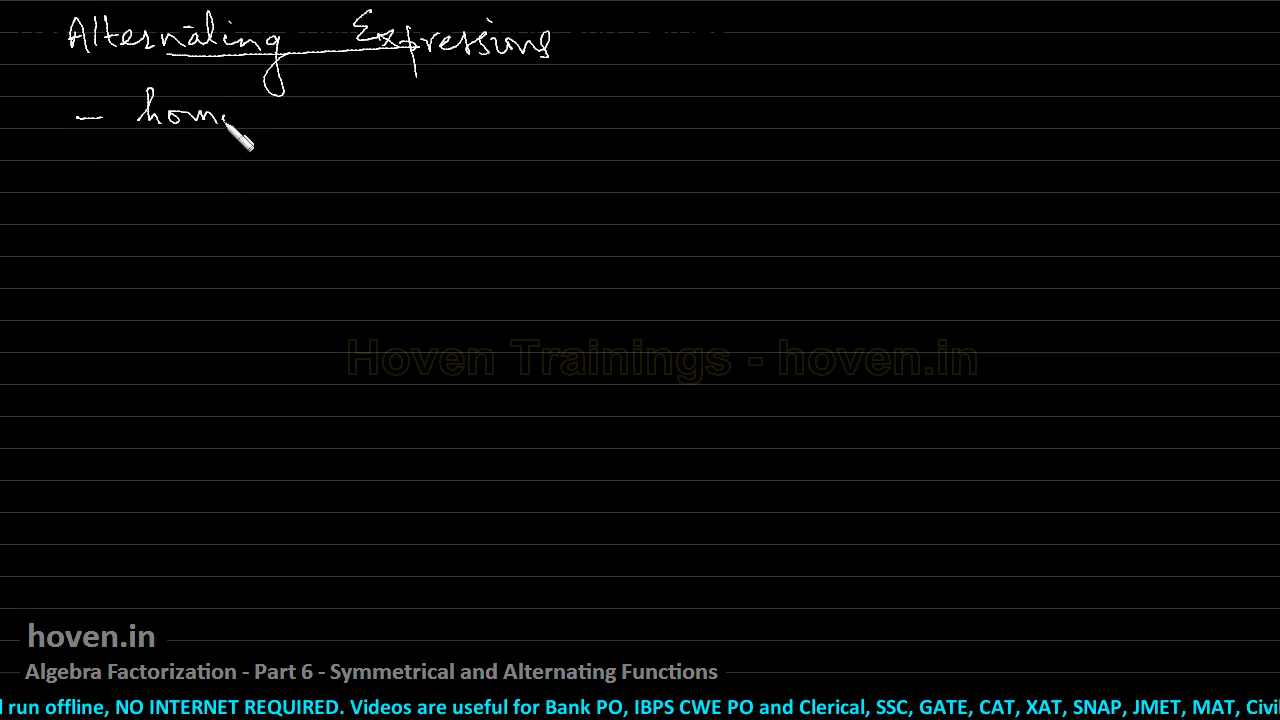 Alternating Expressions
- homo
Hoven Trainings - hoven.in
hoven.in
Algebra Factorization - Part 6 - Symmetrical and Alternating Functions
run offline, NO INTERNET REQUIRED. Videos are useful for Bank PO, IBPS CWE PO and Clerical, SSC, GATE, CAT, XAT, SNAP, JMET, MAT, Civi